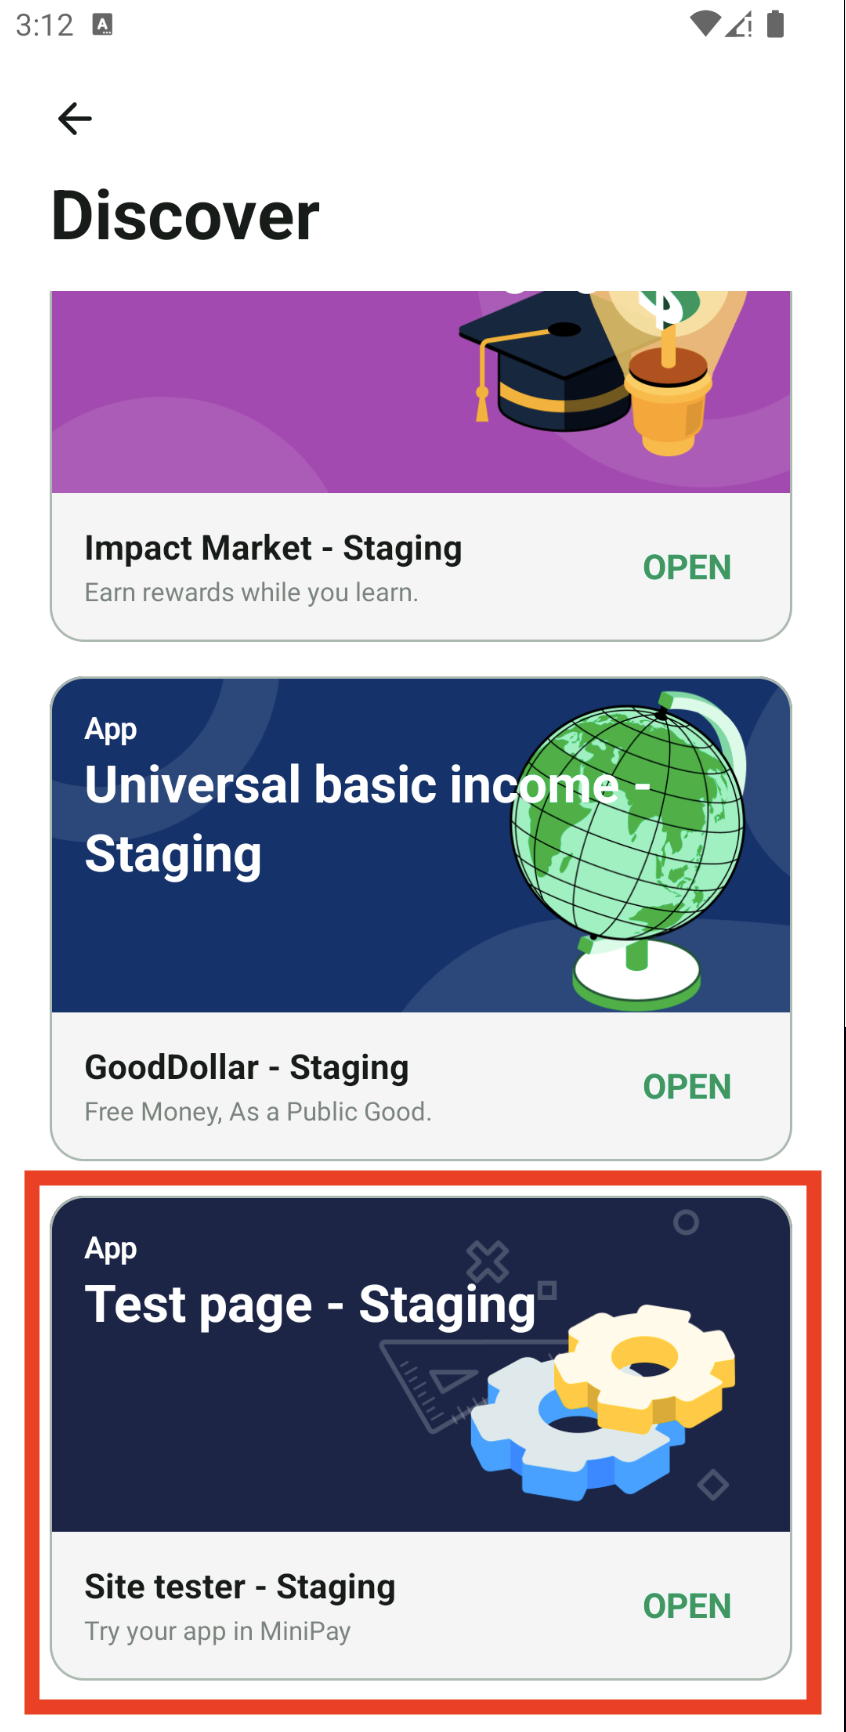 3:12
A
Discover
$
Impact Market - Staging
Earn rewards while you learn.
OPEN
App
Universal basic income -
Staging
GoodDollar - Staging
Free Money, As a Public Good.
OPEN
App
Test page - Staging
Site tester - Staging
Try your app in MiniPay
OPEN